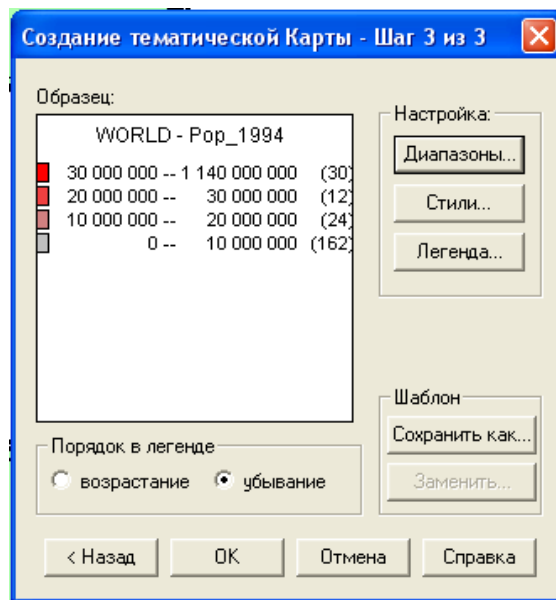 Создание тематической Карты - Шаг 3 из 3
Образец:
WORLD - Pop_1994
30 000 000 -- 1 140 000 000 (30)
20 000 000 -- 30 000 000 (12)
10 000 000 -- 20 000 000 (24)
0 -- 10 000 000 (162)
Настройка:
Диапазоны...
Стили...
Легенда...
Порядок в легенде
возрастание убывание
Шаблон
Сохранить как...
Заменить...
< Назад OK Отмена Справка